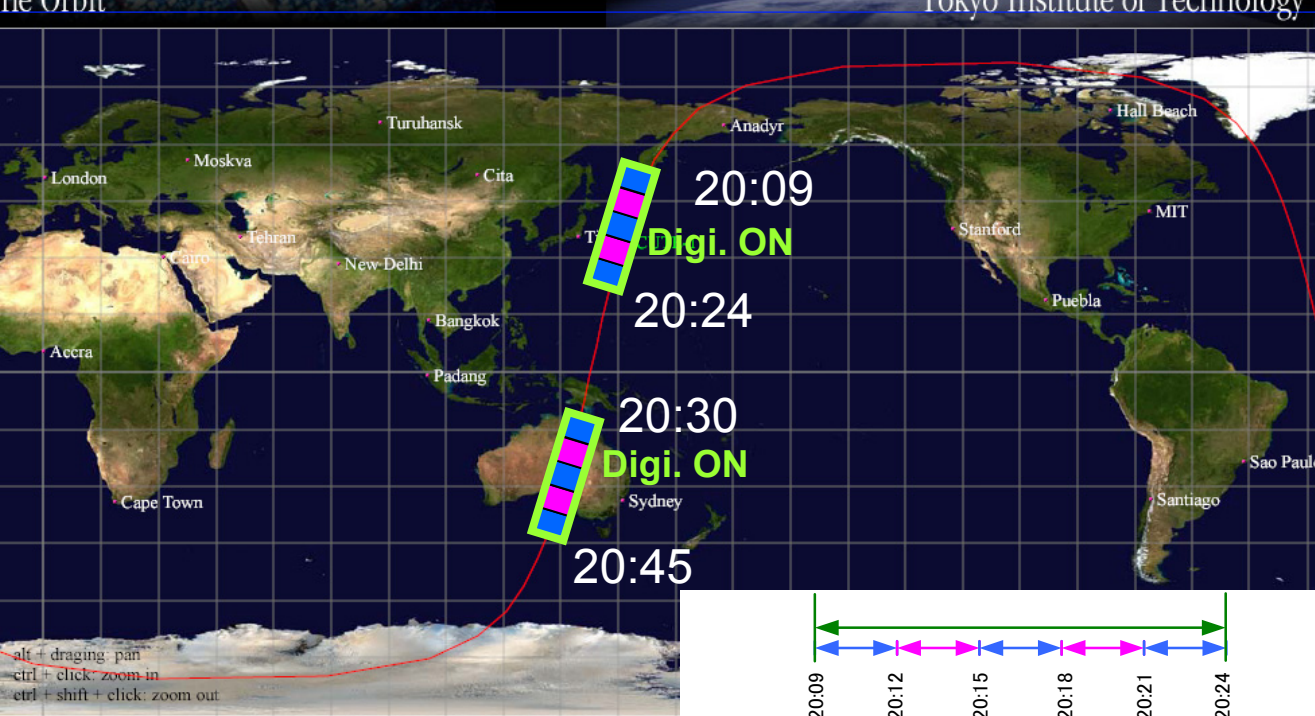 he Orbit
Tokyo Institute of Technology
Hall Beach
Turuhansk
Anadyr
Moskva
London
Cita
20:09
MIT
Stanford
Tehran
Digi. ON
Cairo
New Delhi
Puebla
20:24
Bangkok
Accra
Padang
20:30
Digi. ON
Sao Paul
Cape Town
Sydney
Santiago
20:45
alt + draging: pan
ctrl + click: zoom in
ctrl + shift + click: zoom out
20:09
20:12
20:15
20:18
20:21
20:24